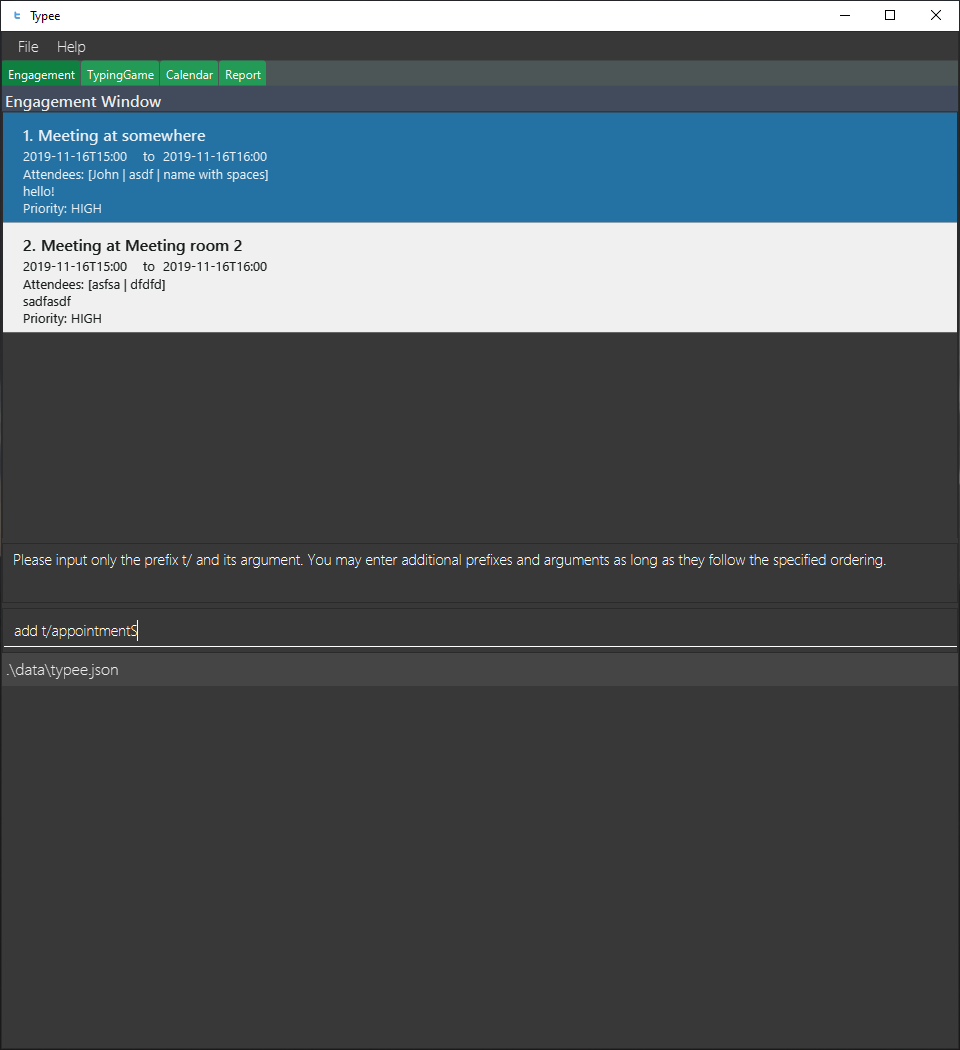 Typee
File Help
Engagement TypingGame Calendar Report
Engagement Window
1. Meeting at somewhere
2019-11-16T15:00 to 2019-11-16T16:00
Attendees: [John | asdf | name with spaces]
hello!
Priority: HIGH
2. Meeting at Meeting room 2
2019-11-16T15:00 to 2019-11-16T16:00
Attendees: [asfsa | dfdfd]
sadfasdf
Priority: HIGH
Please input only the prefix t/ and its argument. You may enter additional prefixes and arguments as long as they follow the specified ordering.
add t/appointmentS
.\data\typee.json